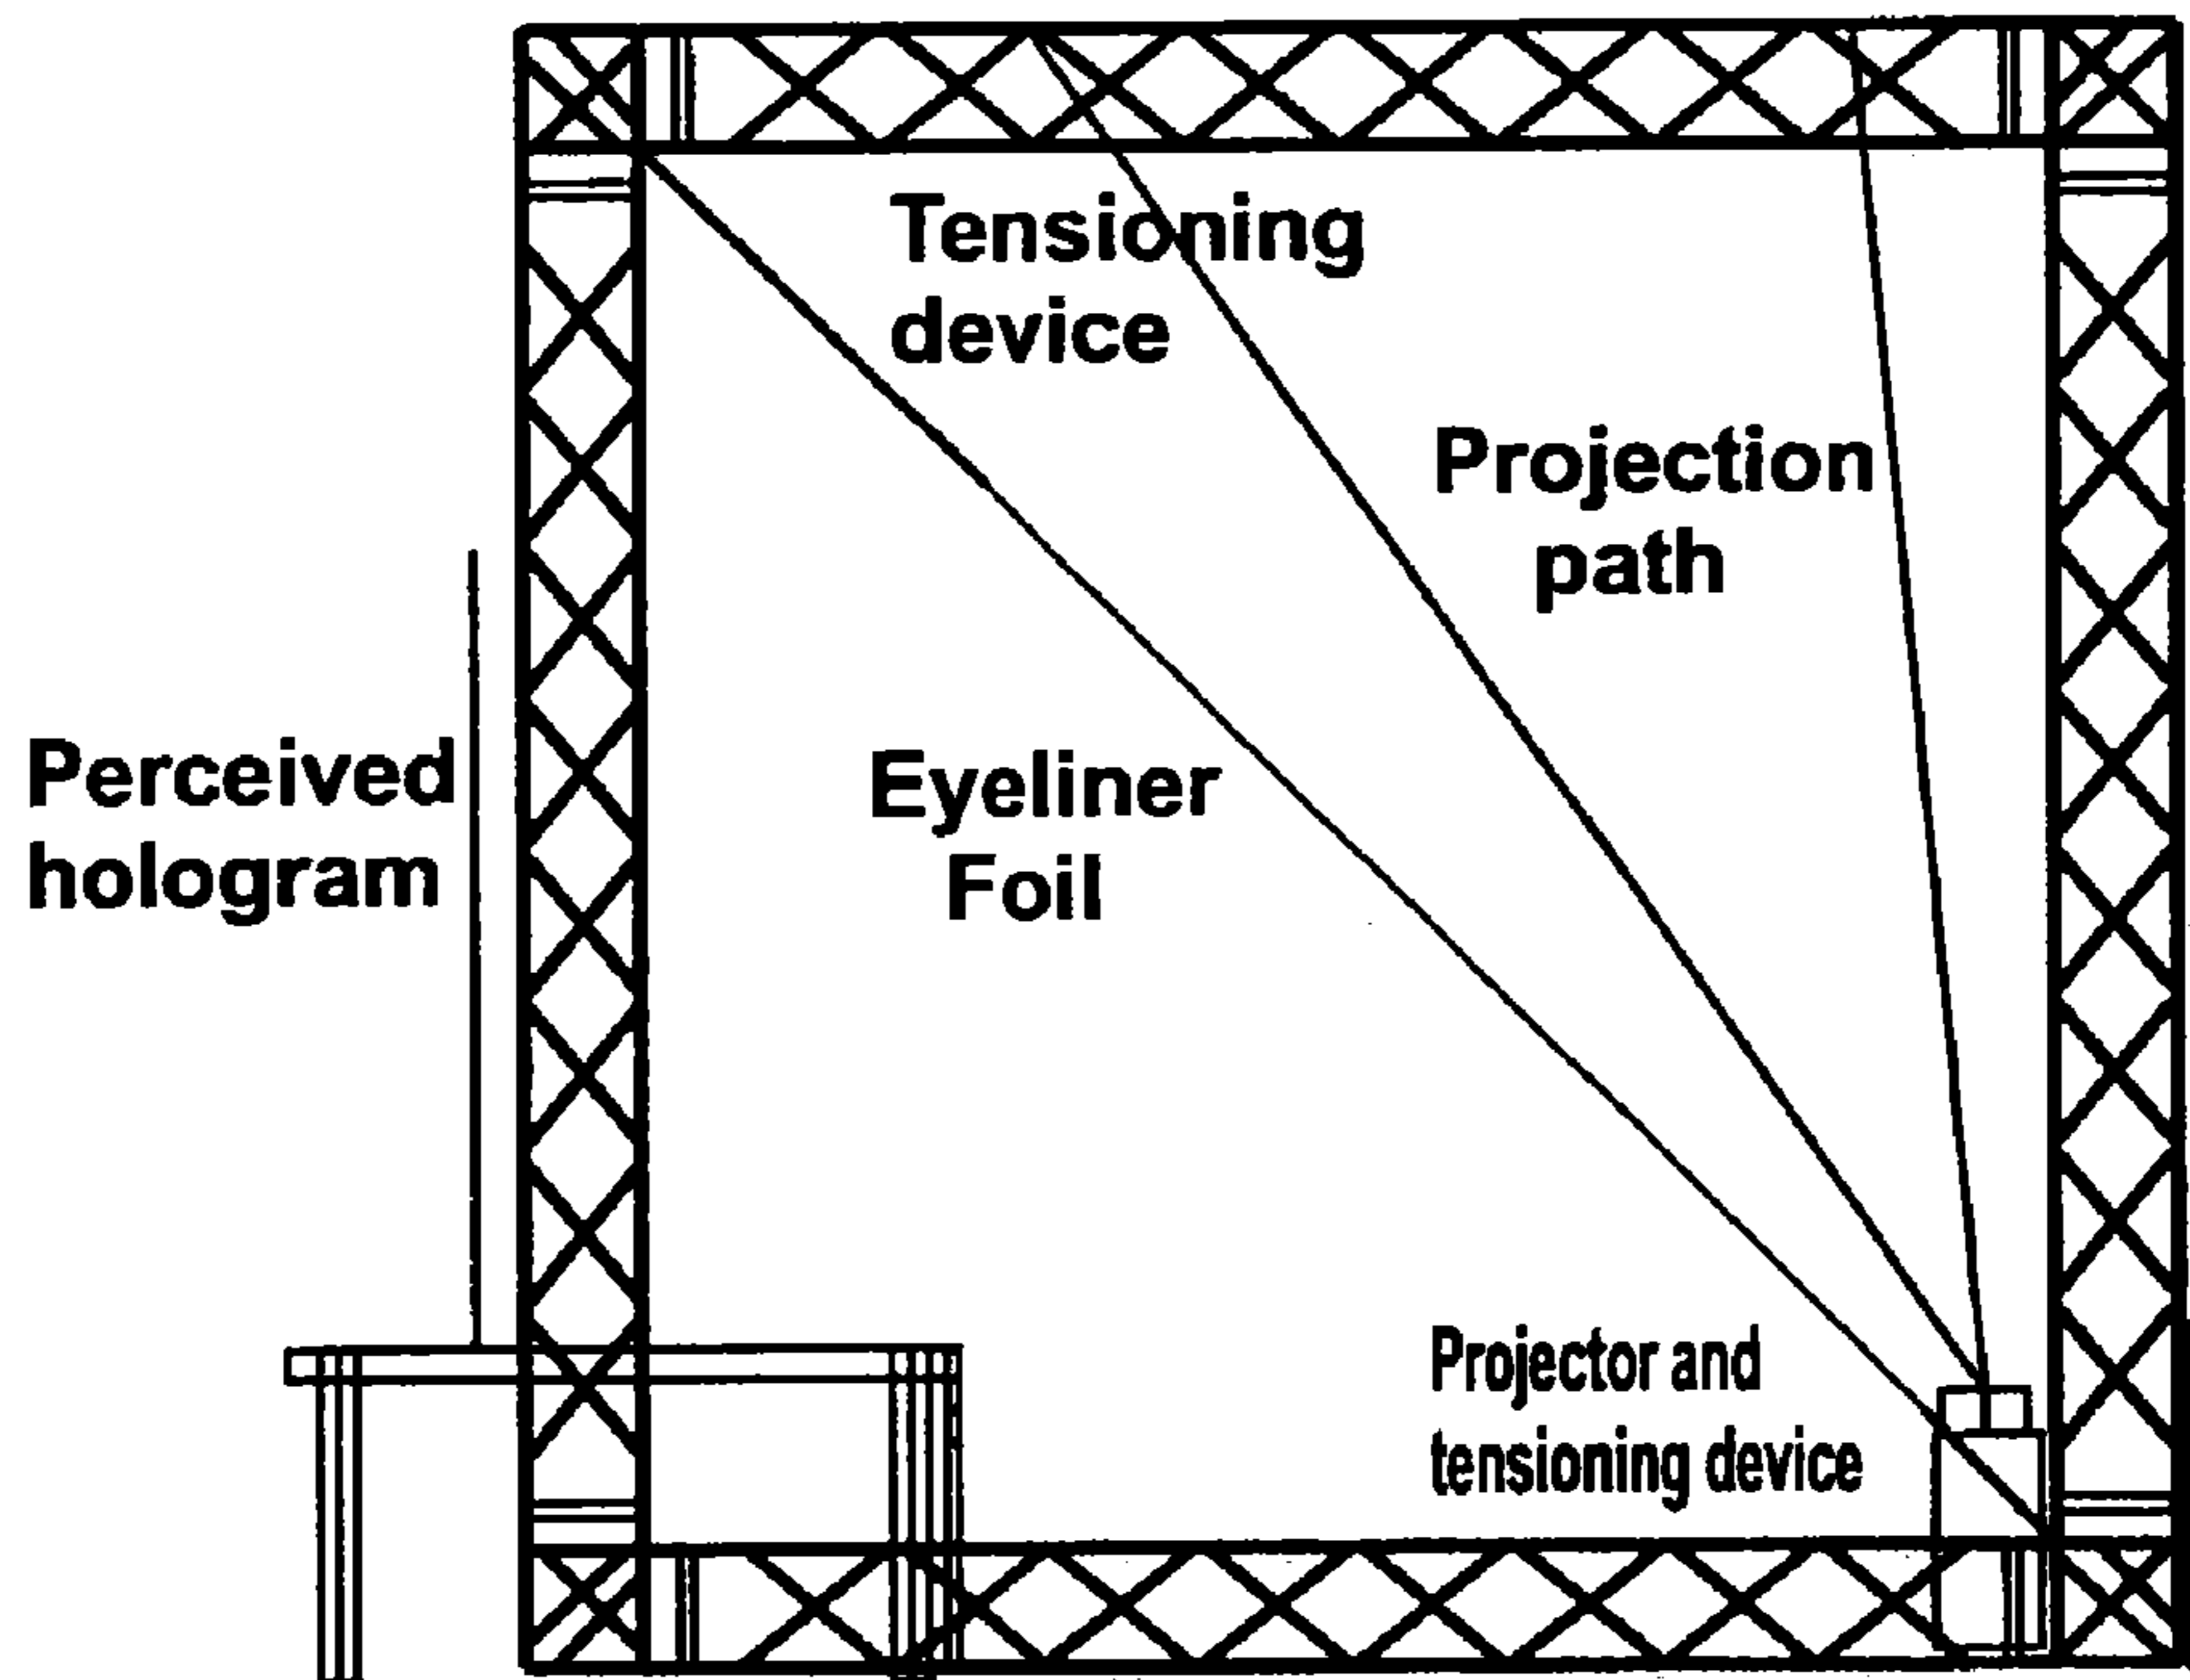 Tensioning
device
Projection
path
Perceived
hologram
Eyeliner
Foil
Projector and
tensioning device